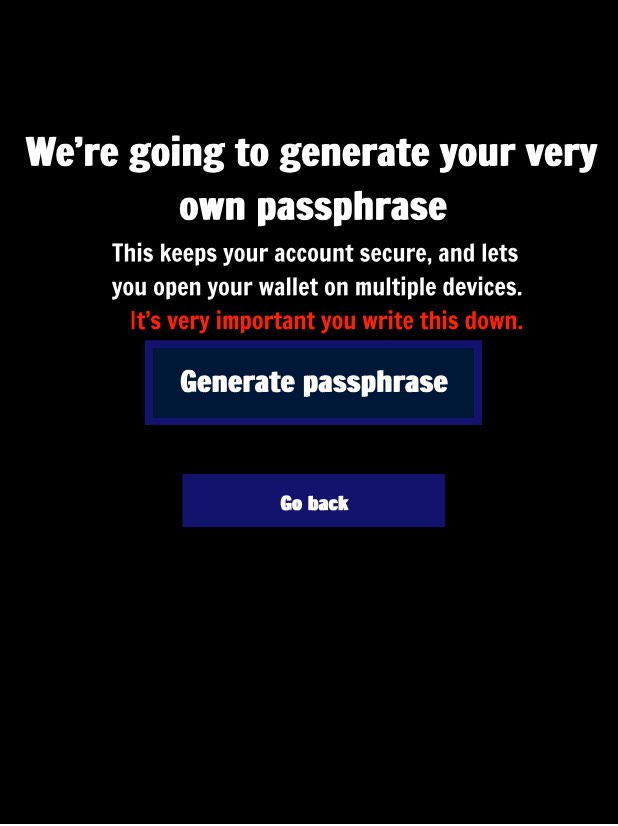 We’re going to generate your very
own passphrase
This keeps your account secure, and lets
you open your wallet on multiple devices.
It’s very important you write this down.
Generate passphrase
Go back